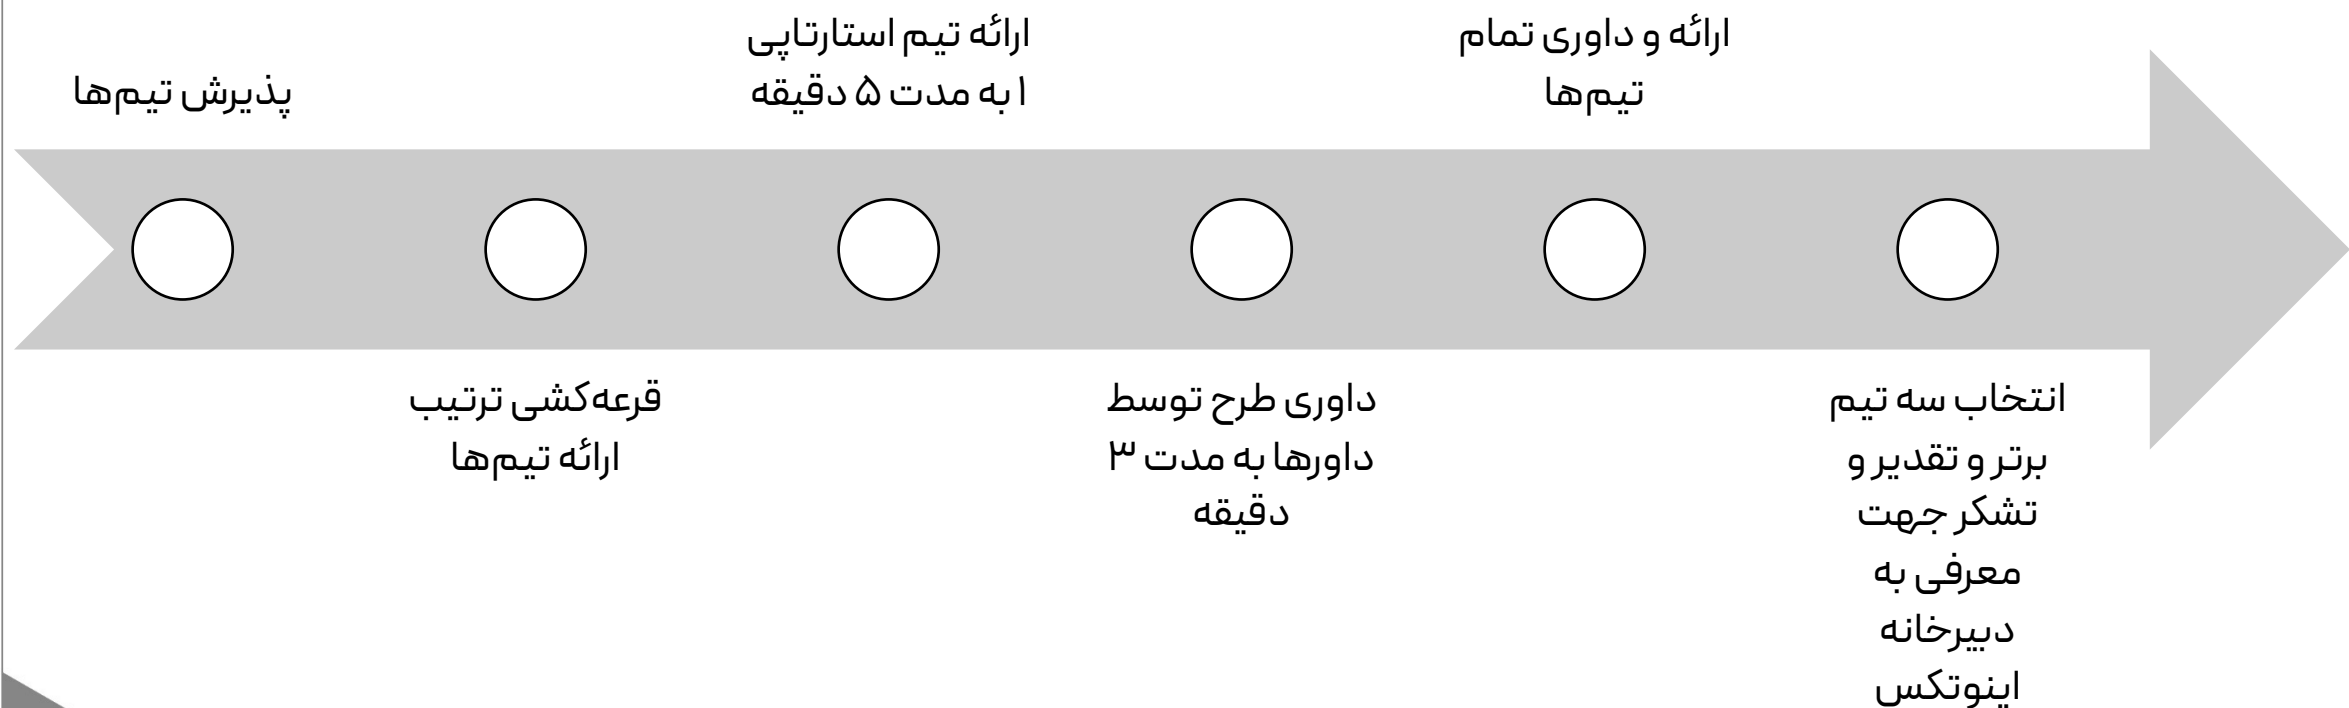 پذیرش تیم‌ها
قرعه‌کشی ترتیب
ارائه تیم‌ها
ارائه تیم استارتاپی
۱ به مدت ۵ دقیقه
داوری طرح توسط
داورها به مدت ۳
دقیقه
ارائه و داوری تمام
تیم‌ها
انتخاب سه تیم
برتر و تقدیر و
تشکر جهت
معرفی به
دبیرخانه
اینوتکس